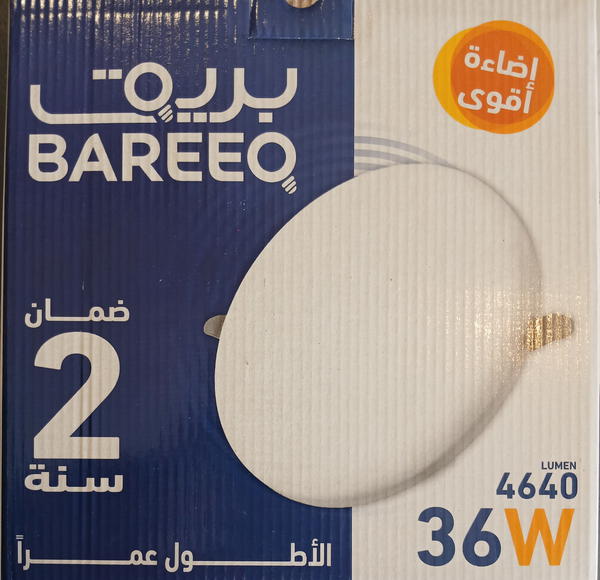 بريق
BAREEQ
إضاءة
أقوى
ضمان
2
سنة
الأطول عمراً
LUMEN
4640
36W